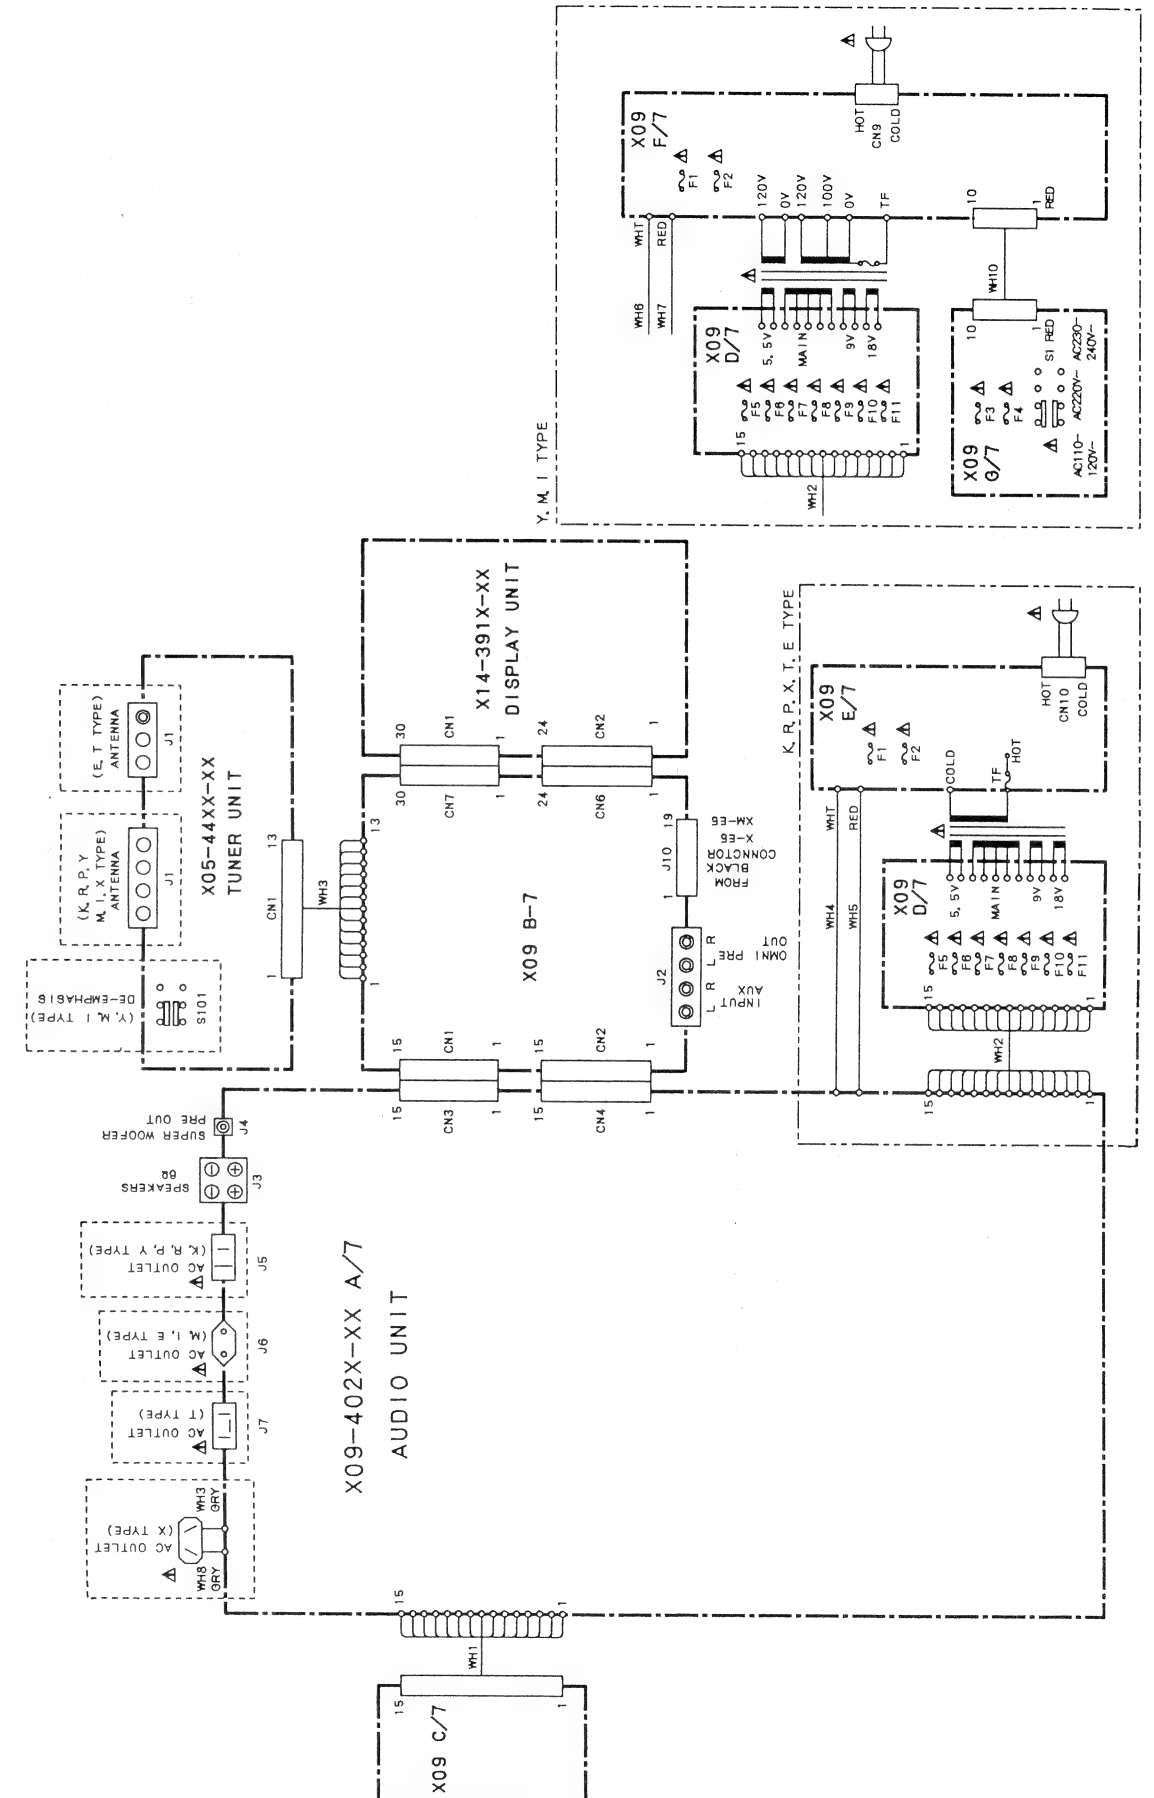 Y, M, I TYPE
X09
F/7
F1
F2
HOT
CN9
COLD
WHT
RED
WH6
WH7
120V
0V
120V
100V
0V
TF
10
1
RED
WH10
X09
D/7
5.5V
MAIN
9V
18V
F5
F6
F7
F8
F9
F10
F11
15
1
WH2
X09
G/7
F3
F4
10
1
S1 RED
AC110~
120V~
AC220V~
AC230~
240V~
X14-391X-XX
DISPLAY UNIT
30
CN1
1
24
CN2
1
K, R, P, X, T, E TYPE
X09
E/7
F1
F2
HOT
CN10
COLD
WHT
RED
WH4
WH5
COLD
TF
HOT
X09
D/7
5.5V
MAIN
9V
18V
F5
F6
F7
F8
F9
F10
F11
15
1
WH2
15
1
(E, T TYPE)
ANTENNA
J1
(K, R, P, Y
M, I, X TYPE)
ANTENNA
J1
X05-44XX-XX
TUNER UNIT
(Y, M, I TYPE)
DE-EMPHASIS
S101
13
CN1
1
WH3
13
1
X09 B-7
30
CN7
1
24
CN6
1
19
J10
1
FROM
BLACK
CONNCTOR
X-E5
XM-E5
J2
L
R
L
R
INPUT
AUX
OMNI PRE
OUT
15
CN1
1
15
CN2
1
15
CN3
1
15
CN4
1
SUPER WOOFER
PRE OUT
J4
SPEAKERS
6Ω
J3
AC OUTLET
(K, R, P, Y TYPE)
J5
AC OUTLET
(M, I, E TYPE)
J6
AC OUTLET
(T TYPE)
J7
AC OUTLET
(X TYPE)
WH3
GRY
WH8
GRY
X09-402X-XX A/7
AUDIO UNIT
15
1
WH1
15
1
X09 C/7